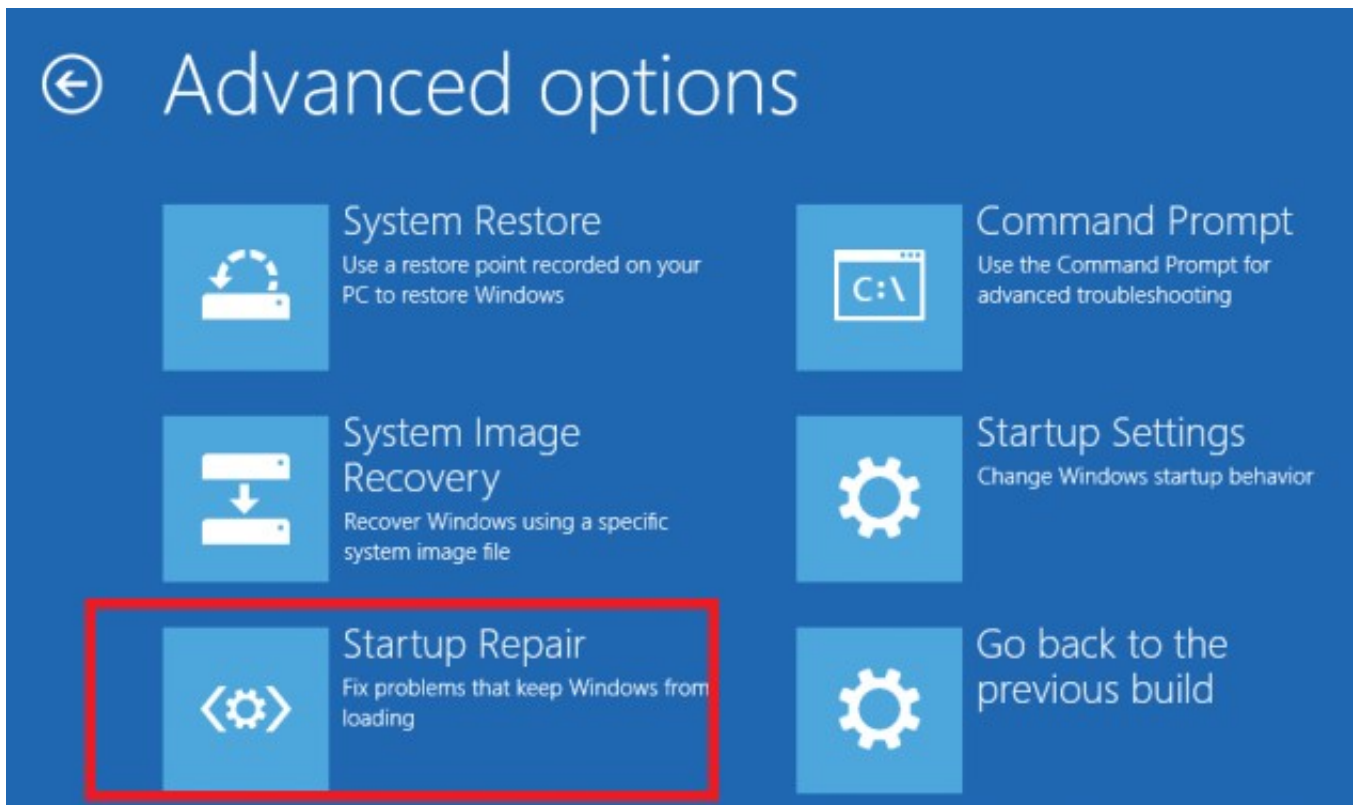 Advanced options
System Restore
Use a restore point recorded on your
PC to restore Windows
System Image
Recovery
Recover Windows using a specific
system image file
Startup Repair
Fix problems that keep Windows from
loading
Command Prompt
C:\
Use the Command Prompt for
advanced troubleshooting
Startup Settings
Change Windows startup behavior
Go back to the
previous build